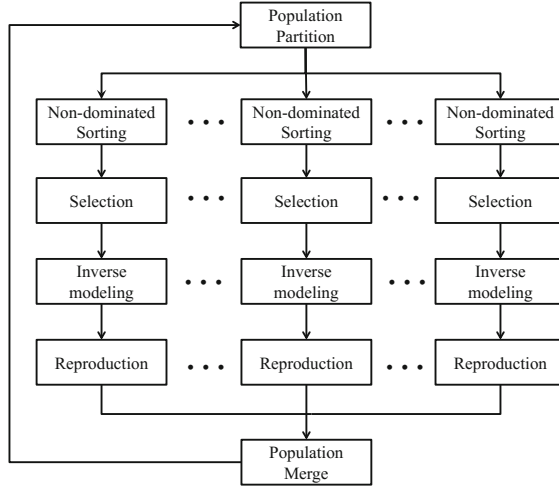 Population
Partition
Non-dominated
Sorting
• • •
Non-dominated
Sorting
• • •
Non-dominated
Sorting
Selection
• • •
Selection
• • •
Selection
Inverse
modeling
• • •
Inverse
modeling
• • •
Inverse
modeling
Reproduction
• • •
Reproduction
• • •
Reproduction
Population
Merge